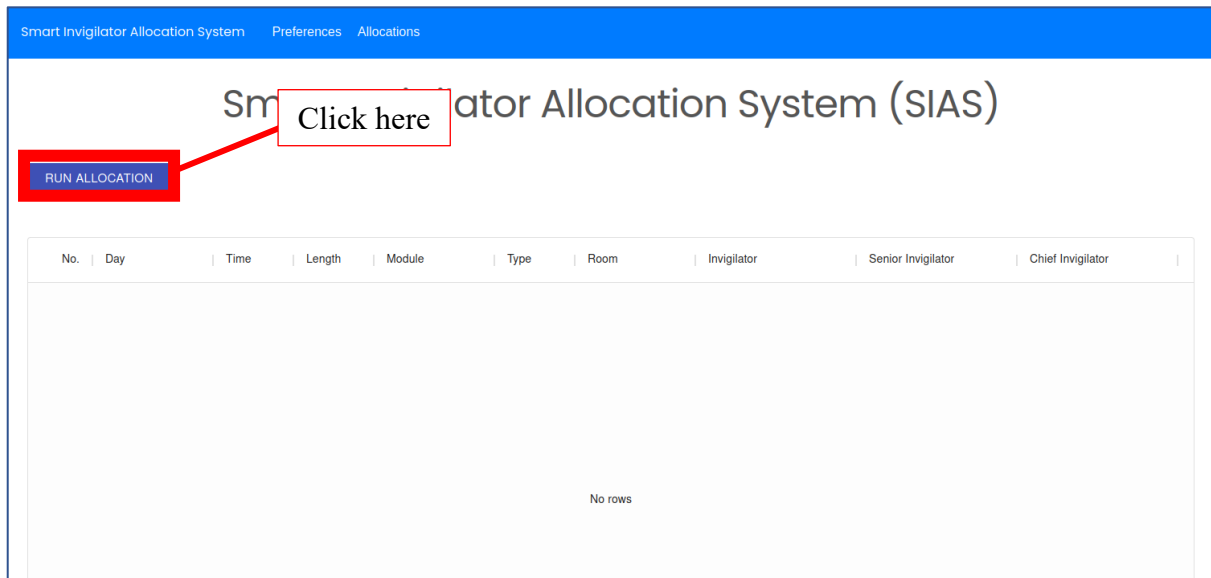 Smart Invigilator Allocation System Preferences Allocations
Sm ator Allocation System (SIAS)
Click here
RUN ALLOCATION
No. Day Time Length Module Type Room Invigilator Senior Invigilator Chief Invigilator
No rows